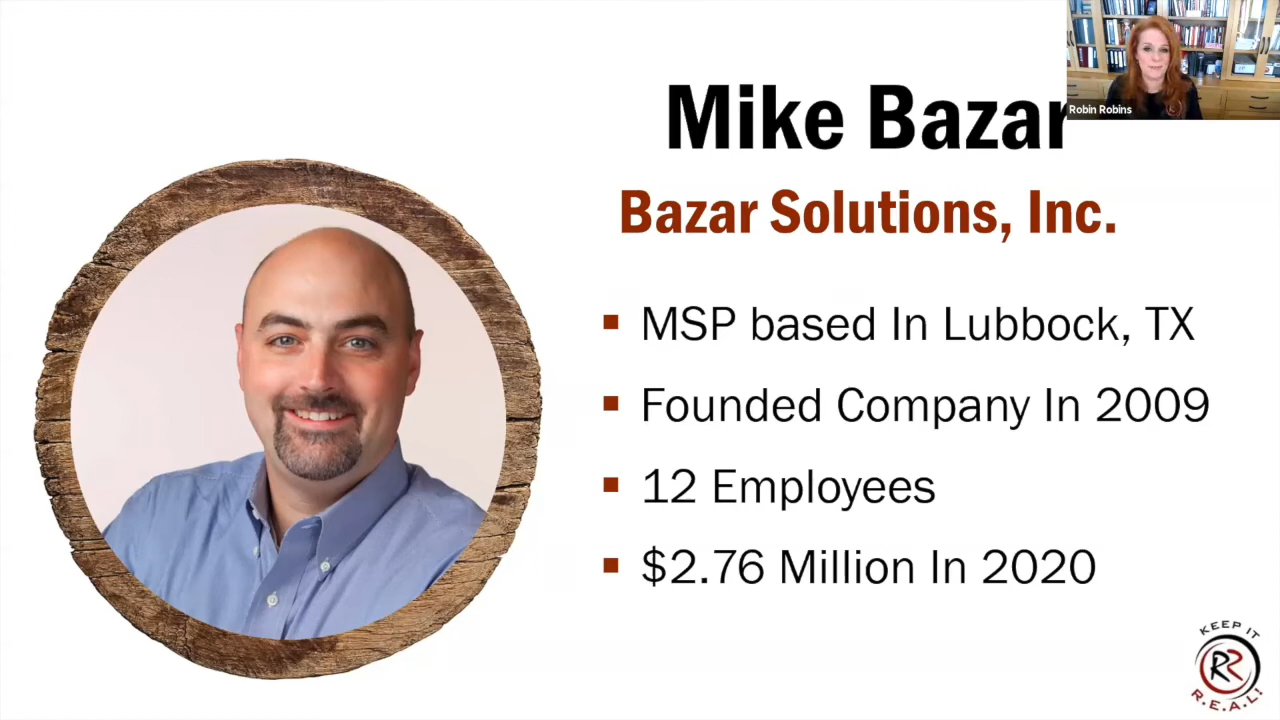 Mike Bazar
Robin Robins
Bazar Solutions, Inc.
MSP based In Lubbock, TX
Founded Company In 2009
12 Employees
$2.76 Million In 2020
KEEP IT
RR
R.E.A.L!